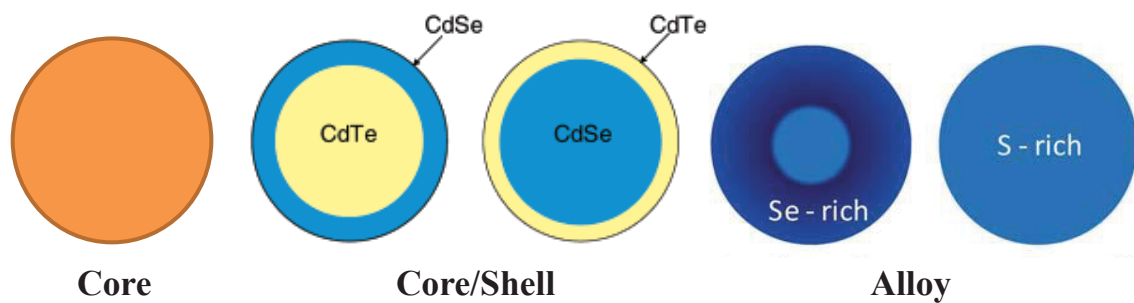 CdSe
CdTe
CdTe
CdSe
Se - rich
S - rich
Core
Core/Shell
Alloy